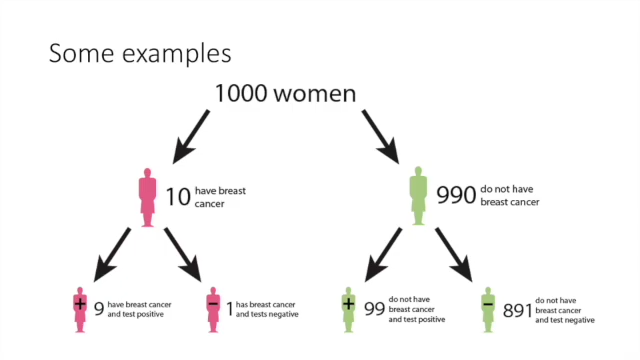 Some examples
1000 women
10 have breast
cancer
990 do not have
breast cancer
+ 9 have breast cancer
and test positive
− 1 has breast cancer
and tests negative
+ 99 do not have
breast cancer
and test positive
− 891 do not have
breast cancer
and test negative